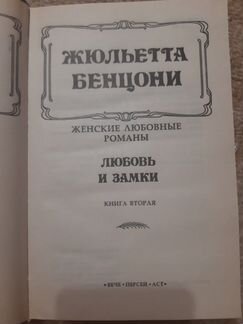 ЖЮЛЬЕТТА
БЕНЦОНИ
ЖЕНСКИЕ ЛЮБОВНЫЕ
РОМАНЫ
ЛЮБОВЬ
И ЗАМКИ
КНИГА ВТОРАЯ
«ВЕЧЕ • ПЕРСЕЙ • АСТ»